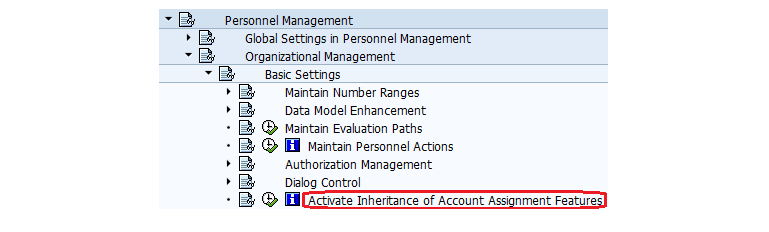 Personnel Management
Global Settings in Personnel Management
Organizational Management
Basic Settings
Maintain Number Ranges
Data Model Enhancement
Maintain Evaluation Paths
Maintain Personnel Actions
Authorization Management
Dialog Control
Activate Inheritance of Account Assignment Features